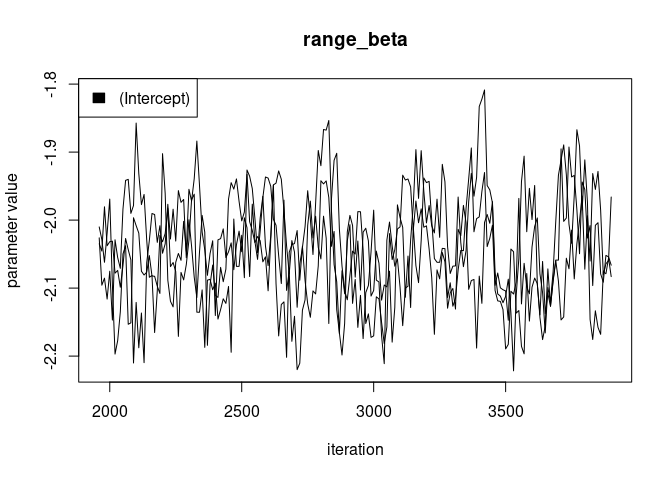 range_beta
(Intercept)
parameter value
-1.8
-1.9
-2.0
-2.1
-2.2
2000
2500
3000
3500
iteration